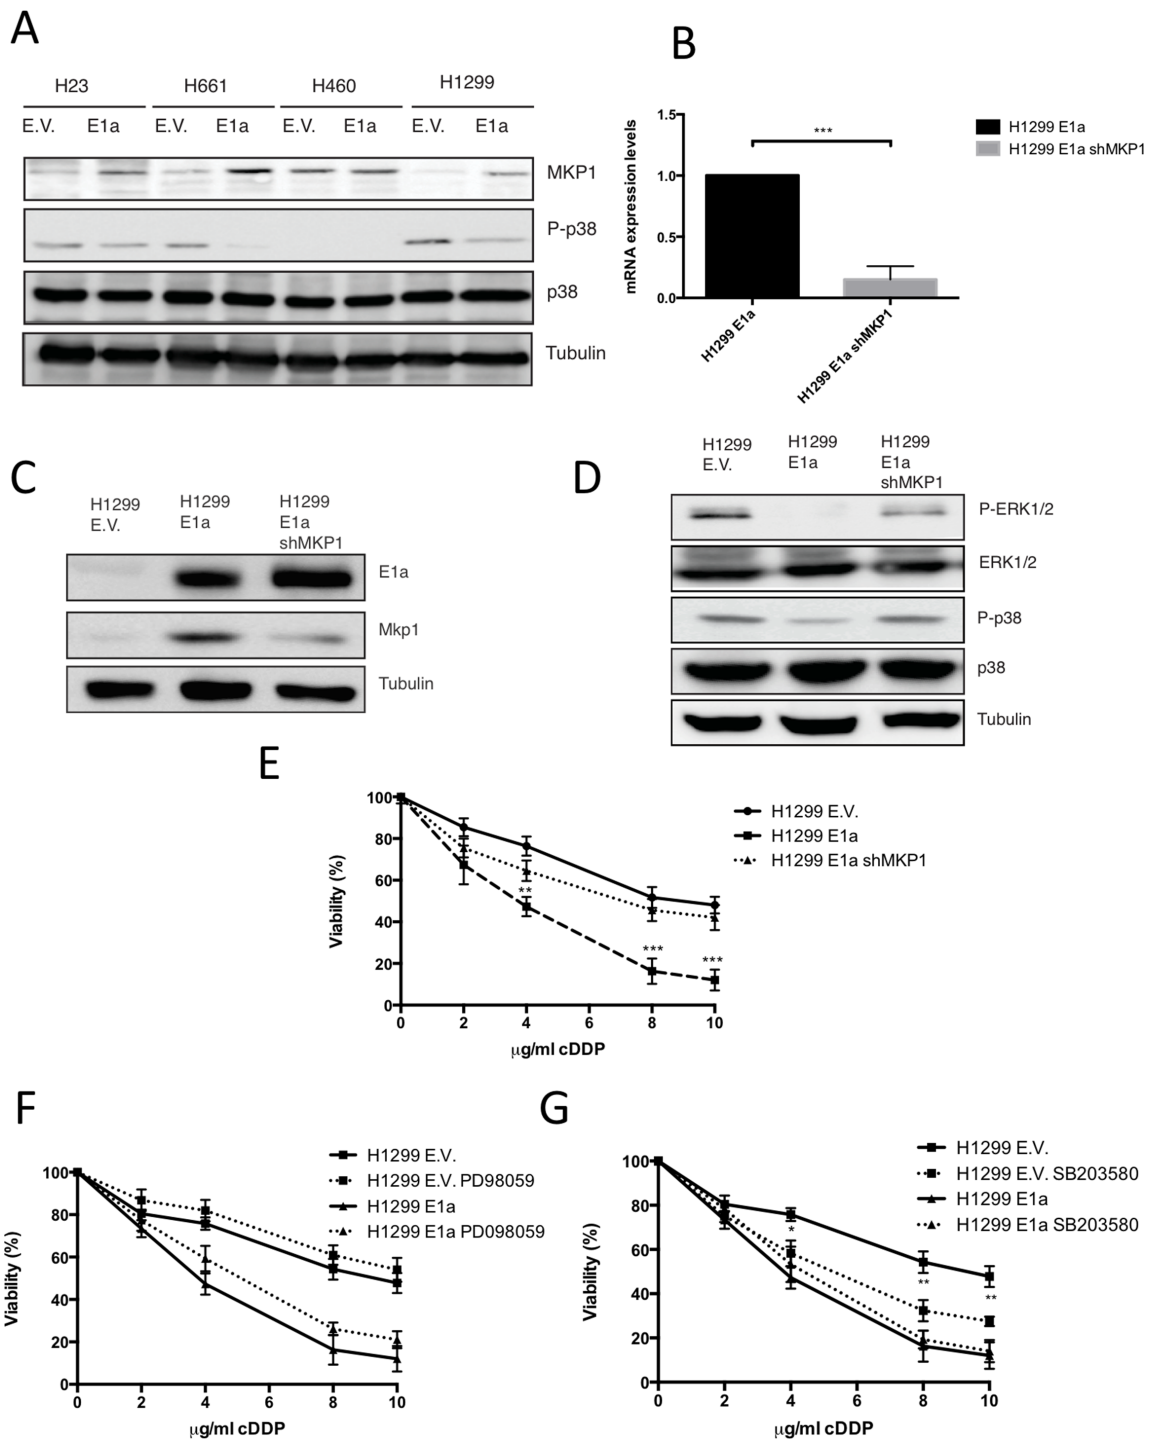 A
H23 H661 H460 H1299
E.V. E1a E.V. E1a E.V. E1a E.V. E1a
MKP1
P-p38
p38
Tubulin
B
mRNA expression levels
1.5
1.0
0.5
0.0
***
H1299 E1a
H1299 E1a shMKP1
H1299 E1a
H1299 E1a shMKP1
C
H1299
E.V.
H1299
E1a
H1299
E1a
shMKP1
E1a
Mkp1
Tubulin
D
H1299
E.V.
H1299
E1a
H1299
E1a
shMKP1
P-ERK1/2
ERK1/2
P-p38
p38
Tubulin
E
Viability (%)
100
80
60
40
20
0
0 2 4 6 8 10
µg/ml cDDP
**
***
***
H1299 E.V.
H1299 E1a
H1299 E1a shMKP1
F
Viability (%)
100
80
60
40
20
0
0 2 4 6 8 10
µg/ml cDDP
H1299 E.V.
H1299 E.V. PD98059
H1299 E1a
H1299 E1a PD098059
G
Viability (%)
100
80
60
40
20
0
0 2 4 6 8 10
µg/ml cDDP
*
**
**
H1299 E.V.
H1299 E.V. SB203580
H1299 E1a
H1299 E1a SB203580